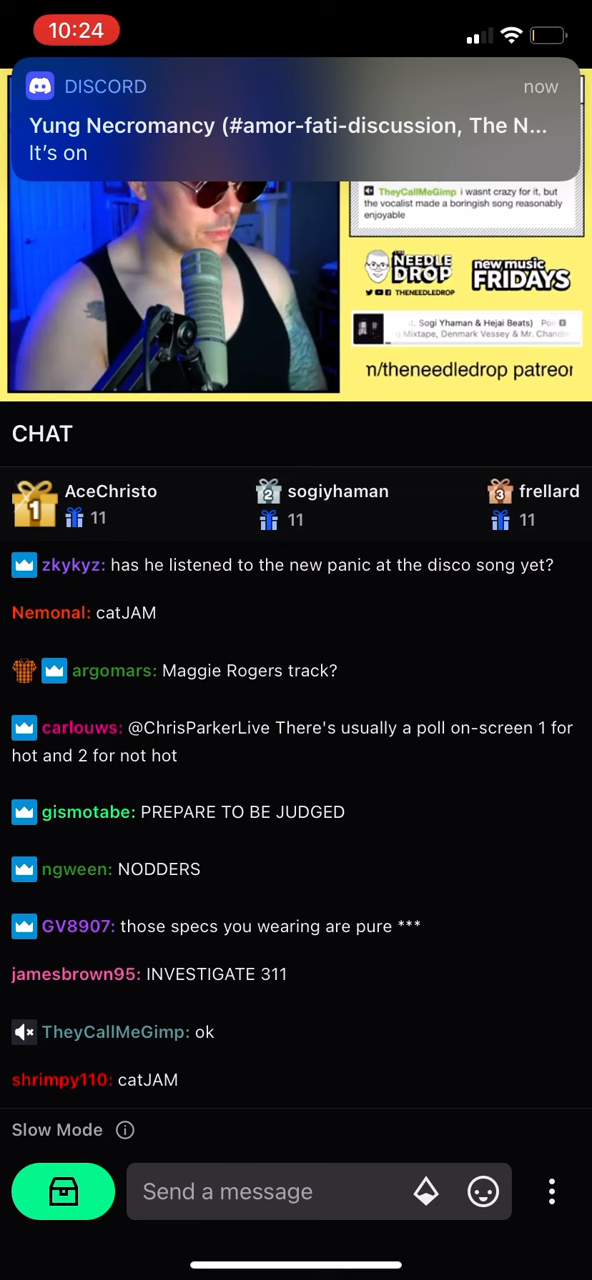 10:24
DISCORD
now
Yung Necromancy (#amor-fati-discussion, The N...
It's on
TheyCallMeGimp i wasnt crazy for it, but
the vocalist made a boringish song reasonably
enjoyable
THE
NEEDLE
DROP
THENEEDLEDROP
new music
FRIDAYS
Sogi Yhaman & Hejai Beats)
Mixtape, Denmark Vessey & Mr. Chand
n/theneedledrop patreon
CHAT
1 AceChristo
11
2 sogiyhaman
11
3 frellard
11
zkykyz: has he listened to the new panic at the disco song yet?
Nemonal: catJAM
argomars: Maggie Rogers track?
carlouws: @ChrisParkerLive There's usually a poll on-screen 1 for
hot and 2 for not hot
gismotabe: PREPARE TO BE JUDGED
ngween: NODDERS
GV8907: those specs you wearing are pure ***
jamesbrown95: INVESTIGATE 311
TheyCallMeGimp: ok
shrimpy110: catJAM
Slow Mode
Send a message